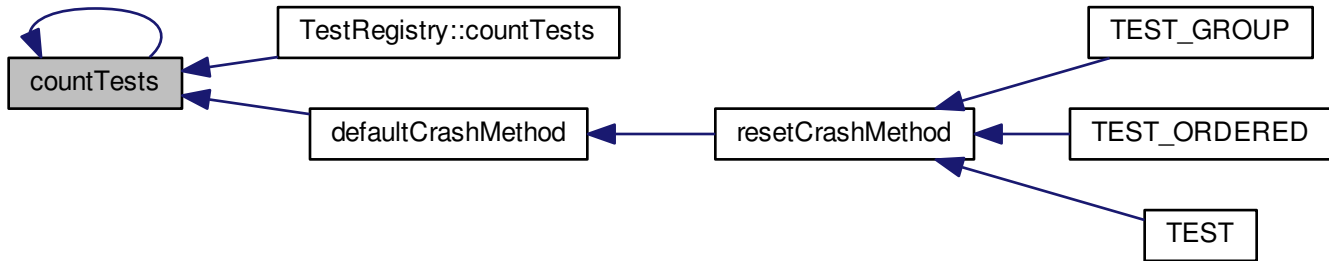 TestRegistry::countTests
TEST_GROUP
countTests
defaultCrashMethod
resetCrashMethod
TEST_ORDERED
TEST